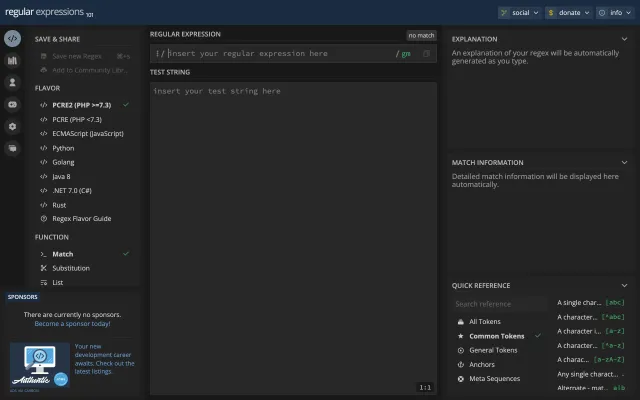 regular expressions 101
social
donate
info
SAVE & SHARE
Save new Regex ⌘+s
Add to Community Libr...
FLAVOR
PCRE2 (PHP >=7.3)
PCRE (PHP <7.3)
ECMAScript (JavaScript)
Python
Golang
Java 8
.NET 7.0 (C#)
Rust
Regex Flavor Guide
FUNCTION
Match
Substitution
List
SPONSORS
There are currently no sponsors.
Become a sponsor today!
Authentic
Your new
development career
awaits. Check out the
latest listings.
REGULAR EXPRESSION
no match
/ insert your regular expression here / gm
TEST STRING
insert your test string here
1:1
EXPLANATION
An explanation of your regex will be automatically
generated as you type.
MATCH INFORMATION
Detailed match information will be displayed here
automatically.
QUICK REFERENCE
Search reference
All Tokens
Common Tokens
General Tokens
Anchors
Meta Sequences
A single char... [abc]
A character... [^abc]
A character i... [a-z]
A character... [^a-z]
A charac... [a-zA-Z]
Any single charact... .
Alternate - mat... a|b